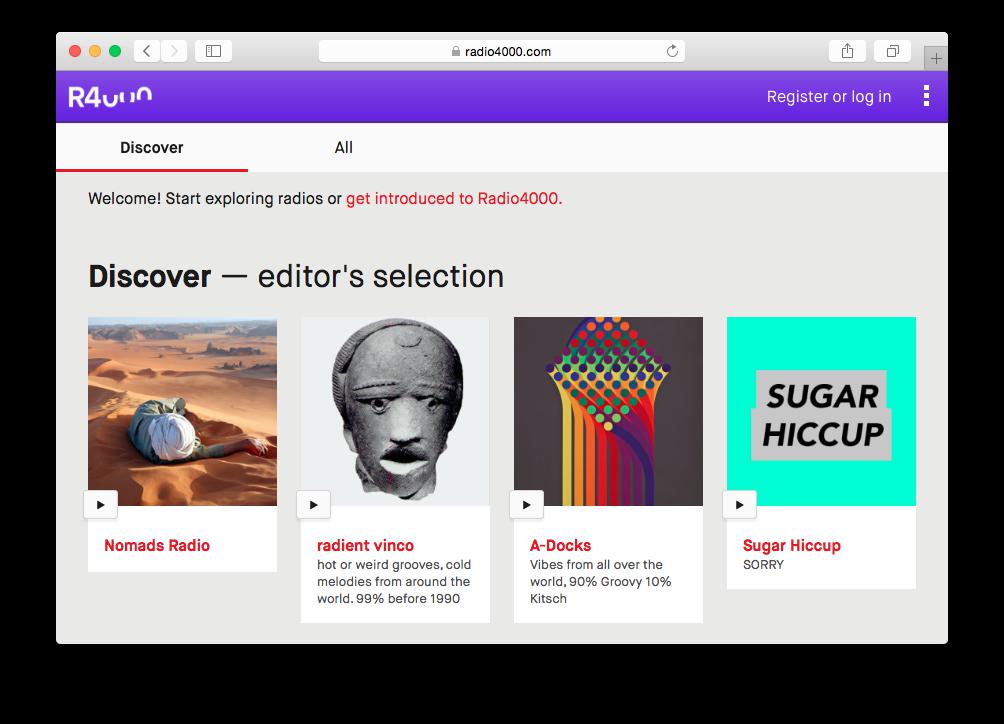 radio4000.com
R4000
Register or log in
Discover
All
Welcome! Start exploring radios or get introduced to Radio4000.
Discover — editor's selection
SUGAR
HICCUP
Nomads Radio
radient vinco
hot or weird grooves, cold
melodies from around the
world. 99% before 1990
A-Docks
Vibes from all over the
world, 90% Groovy 10%
Kitsch
Sugar Hiccup
SORRY